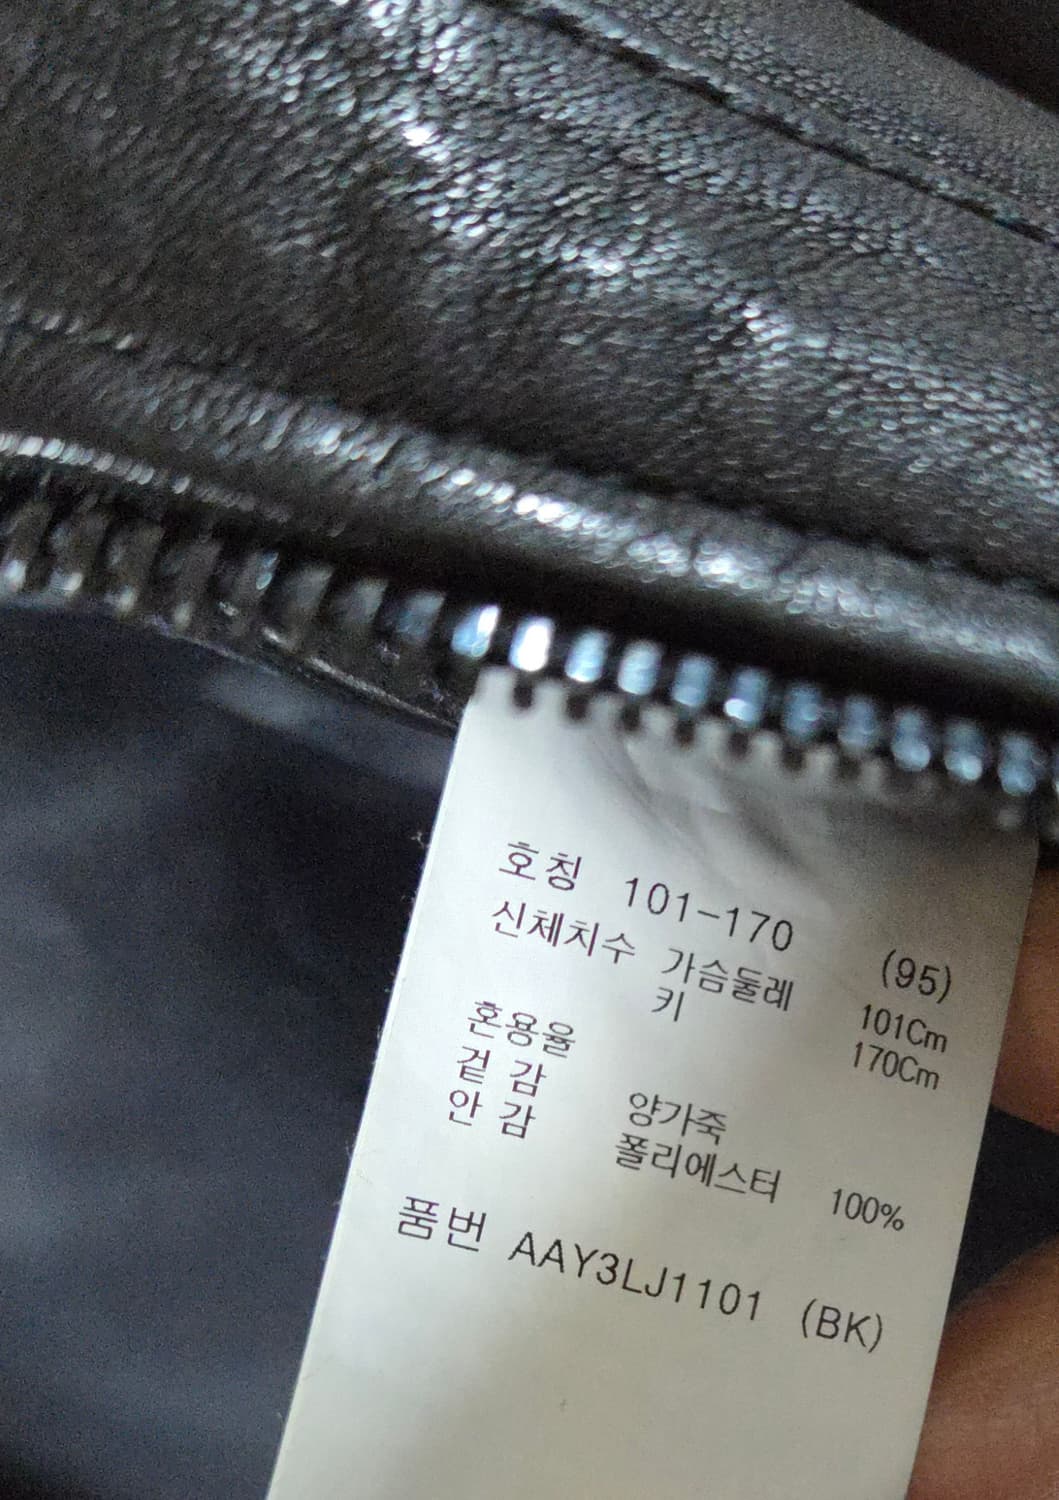 호칭 101-170 (95)
신체치수 가슴둘레 101Cm
키 170Cm
혼용율
겉 감 양가죽
안 감 폴리에스터 100%
품번 AAY3LJ1101 (BK)